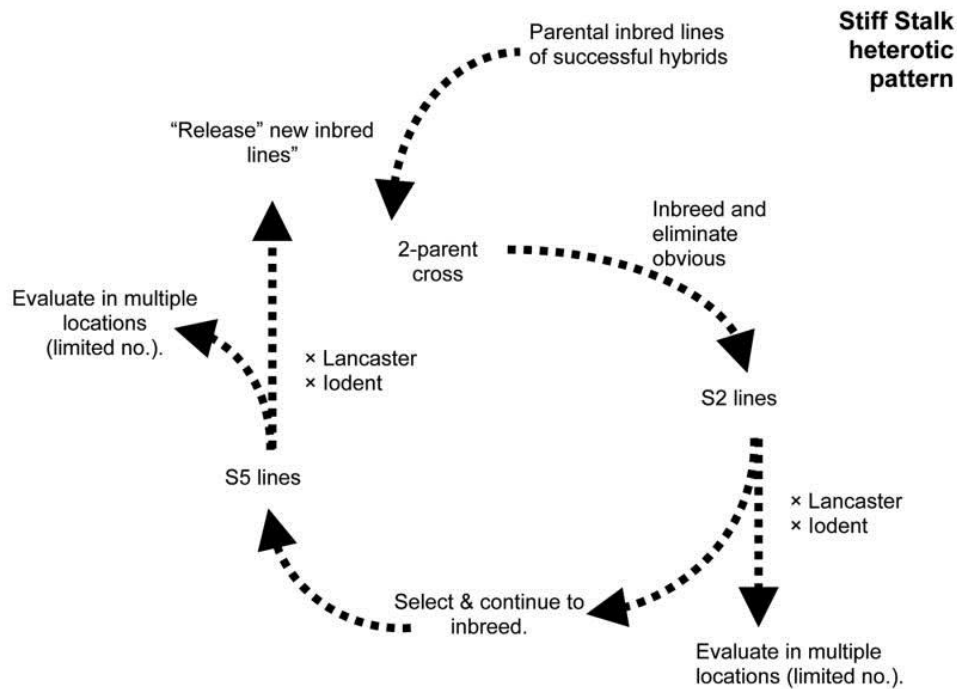 Stiff Stalk
heterotic
pattern
Parental inbred lines
of successful hybrids
"Release" new inbred
lines"
2-parent
cross
Inbreed and
eliminate
obvious
S2 lines
× Lancaster
× Iodent
Evaluate in multiple
locations (limited no.).
Select & continue to
inbreed.
S5 lines
× Lancaster
× Iodent
Evaluate in multiple
locations
(limited no.).